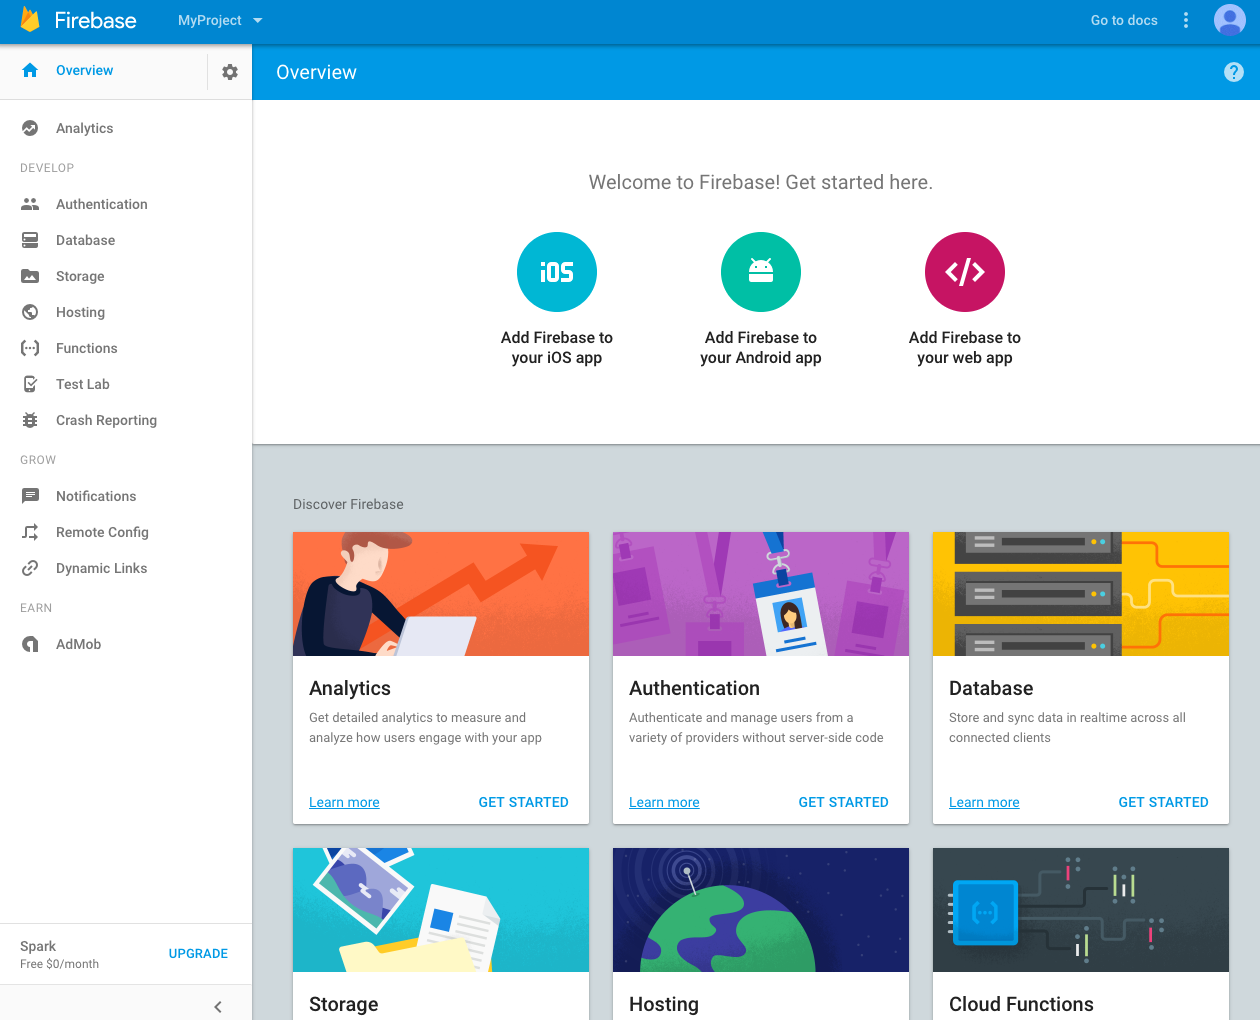 Firebase
MyProject
Go to docs
Overview
Overview
Analytics
DEVELOP
Authentication
Database
Storage
Hosting
Functions
Test Lab
Crash Reporting
GROW
Notifications
Remote Config
Dynamic Links
EARN
AdMob
Spark
Free $0/month
UPGRADE
Welcome to Firebase! Get started here.
iOS
Add Firebase to
your iOS app
Add Firebase to
your Android app
</>
Add Firebase to
your web app
Discover Firebase
Analytics
Get detailed analytics to measure and
analyze how users engage with your app
Learn more
GET STARTED
Authentication
Authenticate and manage users from a
variety of providers without server-side code
Learn more
GET STARTED
Database
Store and sync data in realtime across all
connected clients
Learn more
GET STARTED
Storage
Hosting
Cloud Functions